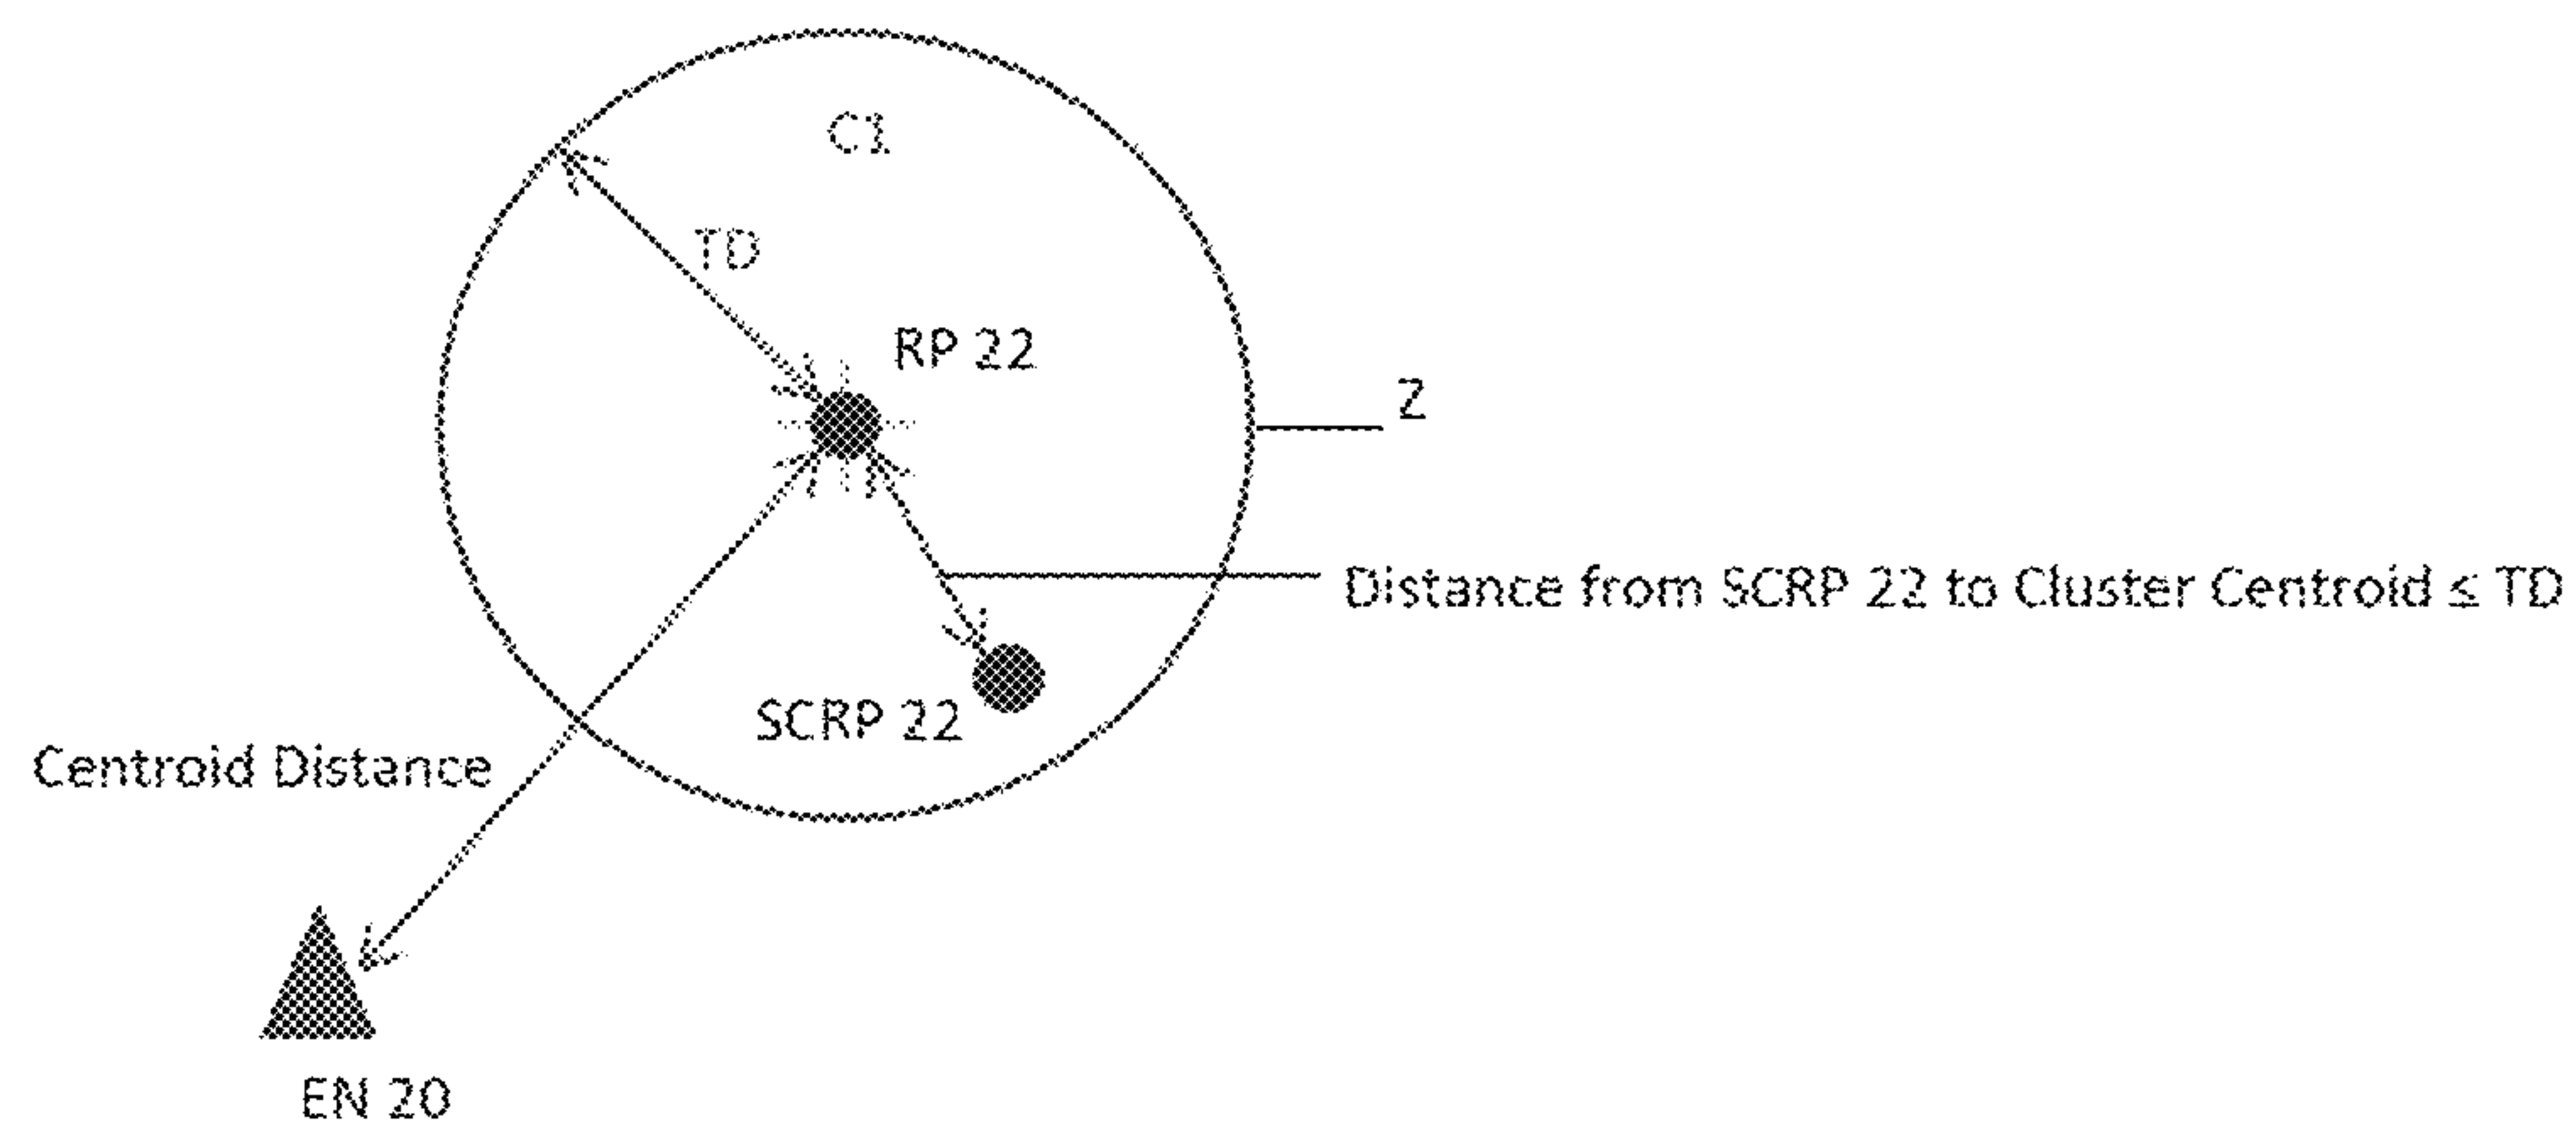 C1
TD
RP 22
Z
Distance from SCRP 22 to Cluster Centroid ≤ TD
SCRP 22
Centroid Distance
EN 20